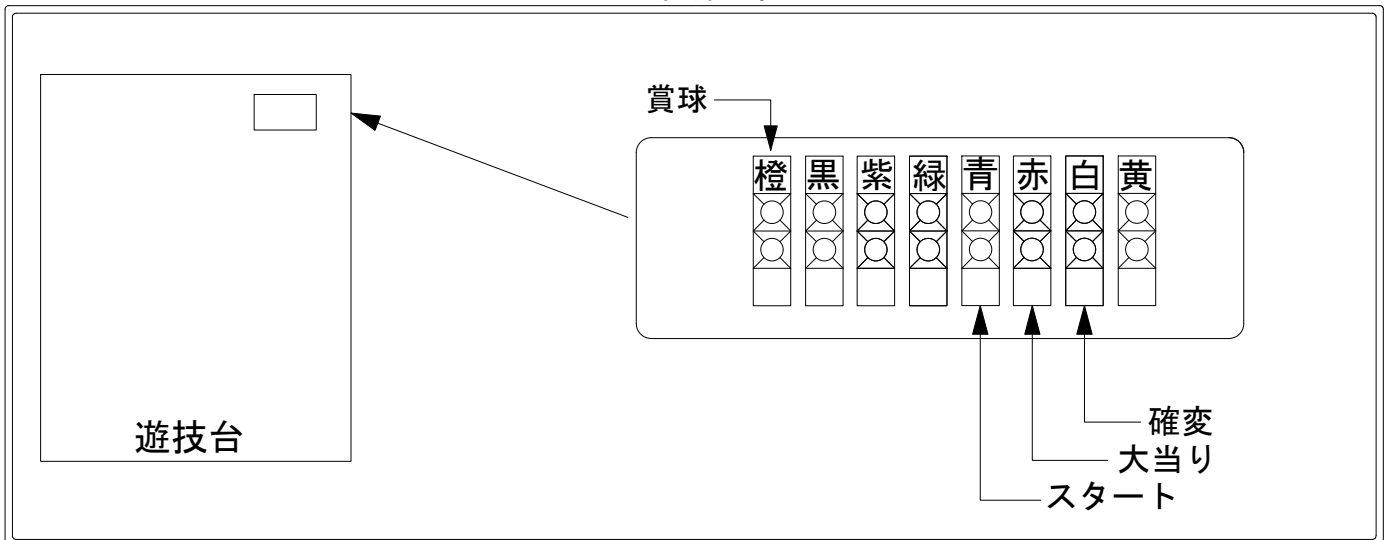 賞球
橙 黒 紫 緑 青 赤 白 黄
確変
大当り
スタート
遊技台